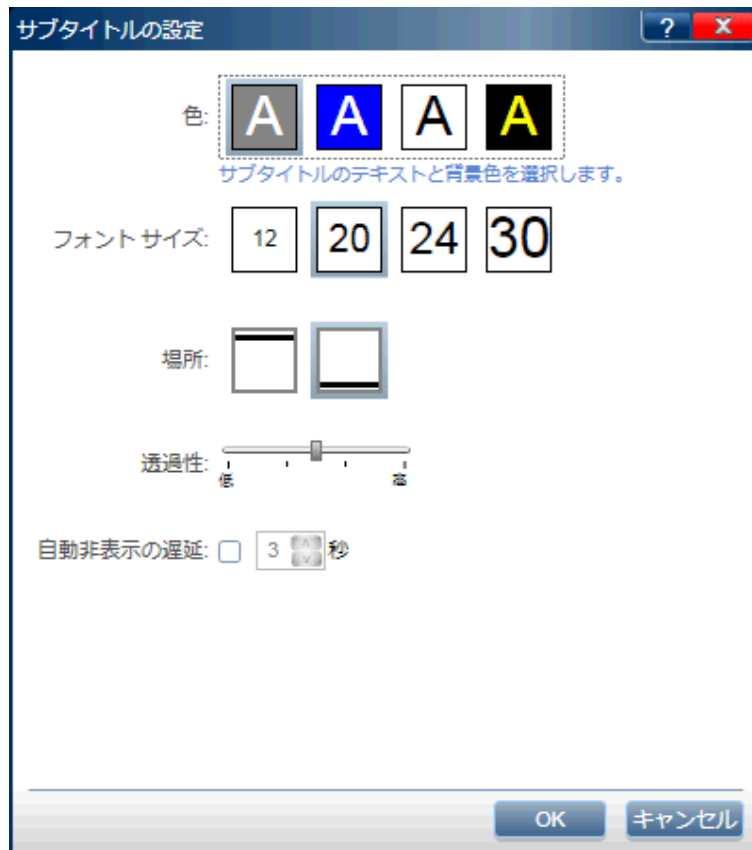 サブタイトルの設定 ? X
色: A A A A
サブタイトルのテキストと背景色を選択します。
フォント サイズ: 12 20 24 30
場所:
透過性:
低 高
自動非表示の遅延: 3 秒
OK キャンセル